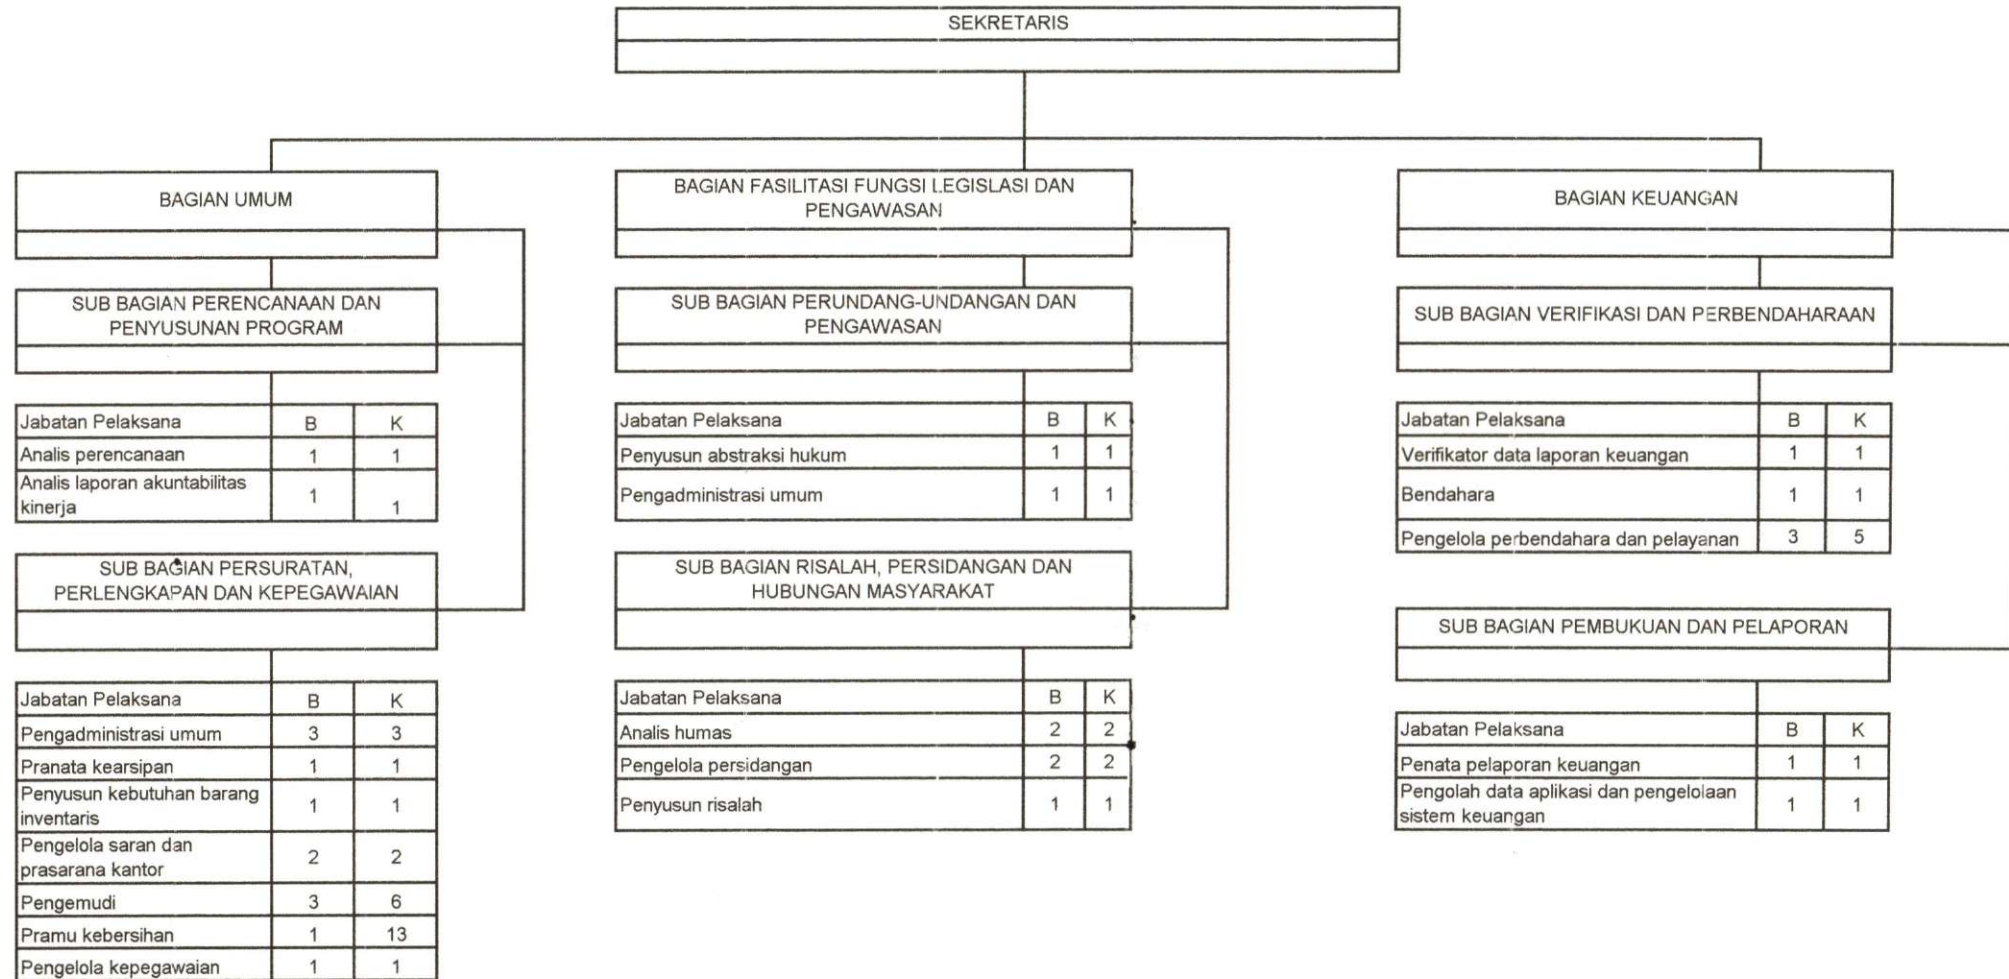 SEKRETARIS
BAGIAN UMUM
SUB BAGIAN PERENCANAAN DAN
PENYUSUNAN PROGRAM
Jabatan Pelaksana B K
Analis perencanaan 1 1
Analis laporan akuntabilitas
kinerja 1 1
SUB BAGIAN PERSURATAN,
PERLENGKAPAN DAN KEPEGAWAIAN
Jabatan Pelaksana B K
Pengadministrasi umum 3 3
Pranata kearsipan 1 1
Penyusun kebutuhan barang
inventaris 1 1
Pengelola saran dan
prasarana kantor 2 2
Pengemudi 3 6
Pramu kebersihan 1 13
Pengelola kepegawaian 1 1
BAGIAN FASILITASI FUNGSI LEGISLASI DAN
PENGAWASAN
SUB BAGIAN PERUNDANG-UNDANGAN DAN
PENGAWASAN
Jabatan Pelaksana B K
Penyusun abstraksi hukum 1 1
Pengadministrasi umum 1 1
SUB BAGIAN RISALAH, PERSIDANGAN DAN
HUBUNGAN MASYARAKAT
Jabatan Pelaksana B K
Analis humas 2 2
Pengelola persidangan 2 2
Penyusun risalah 1 1
BAGIAN KEUANGAN
SUB BAGIAN VERIFIKASI DAN PERBENDAHARAAN
Jabatan Pelaksana B K
Verifikator data laporan keuangan 1 1
Bendahara 1 1
Pengelola perbendahara dan pelayanan 3 5
SUB BAGIAN PEMBUKUAN DAN PELAPORAN
Jabatan Pelaksana B K
Penata pelaporan keuangan 1 1
Pengolah data aplikasi dan pengelolaan
sistem keuangan 1 1